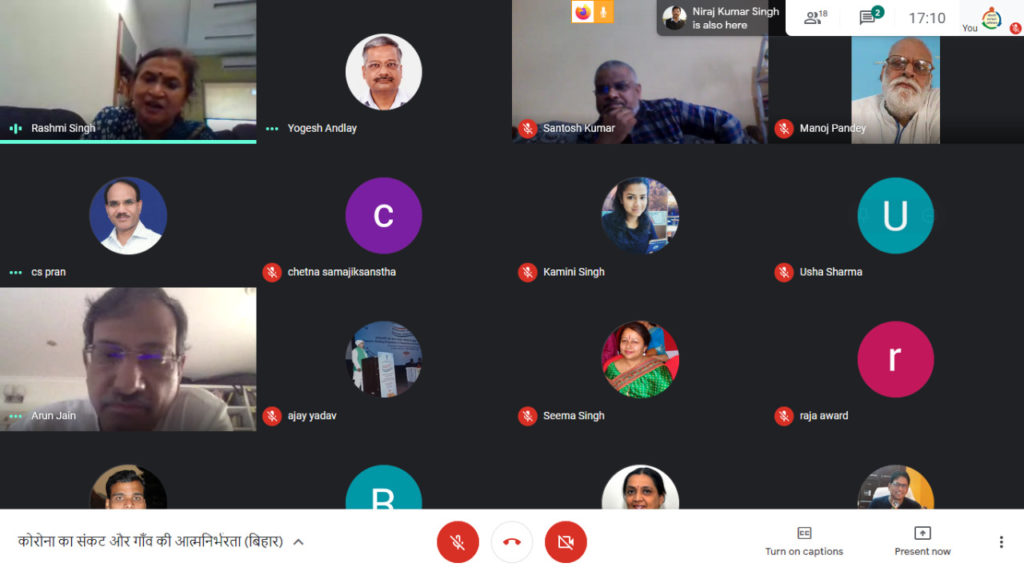 Niraj Kumar Singh
is also here
18
2
17:10
You
Rashmi Singh
Yogesh Andlay
Santosh Kumar
Manoj Pandey
C
U
cs pran
chetna samajiksanstha
Kamini Singh
Usha Sharma
r
Arun Jain
ajay yadav
Seema Singh
raja award
कोरोना का संकट ओर गाँव की आत्मनिर्भरता (बिहार)
CC
Turn on captions
Present now